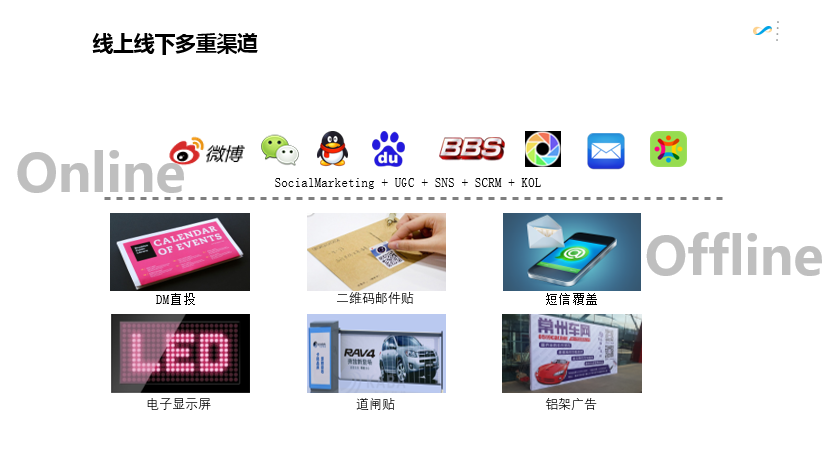 线上线下多重渠道
Online
微博
du
BBS
SocialMarketing + UGC + SNS + SCRM + KOL
Offline
CALENDAR
OF EVENTS
DM直投
二维码邮件贴
@
短信覆盖
LED
电子显示屏
RAV4
道闸贴
常州车网
铝架广告